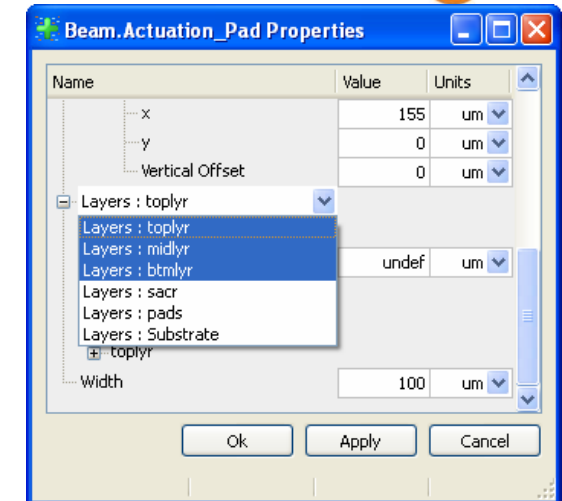 Beam.Actuation_Pad Properties
Name Value Units
x 155 um
y 0 um
Vertical Offset 0 um
Layers : toplyr
Layers : toplyr
Layers : midlyr
Layers : btmlyr undef um
Layers : sacr
Layers : pads
Layers : Substrate
toplyr
Width 100 um
Ok Apply Cancel